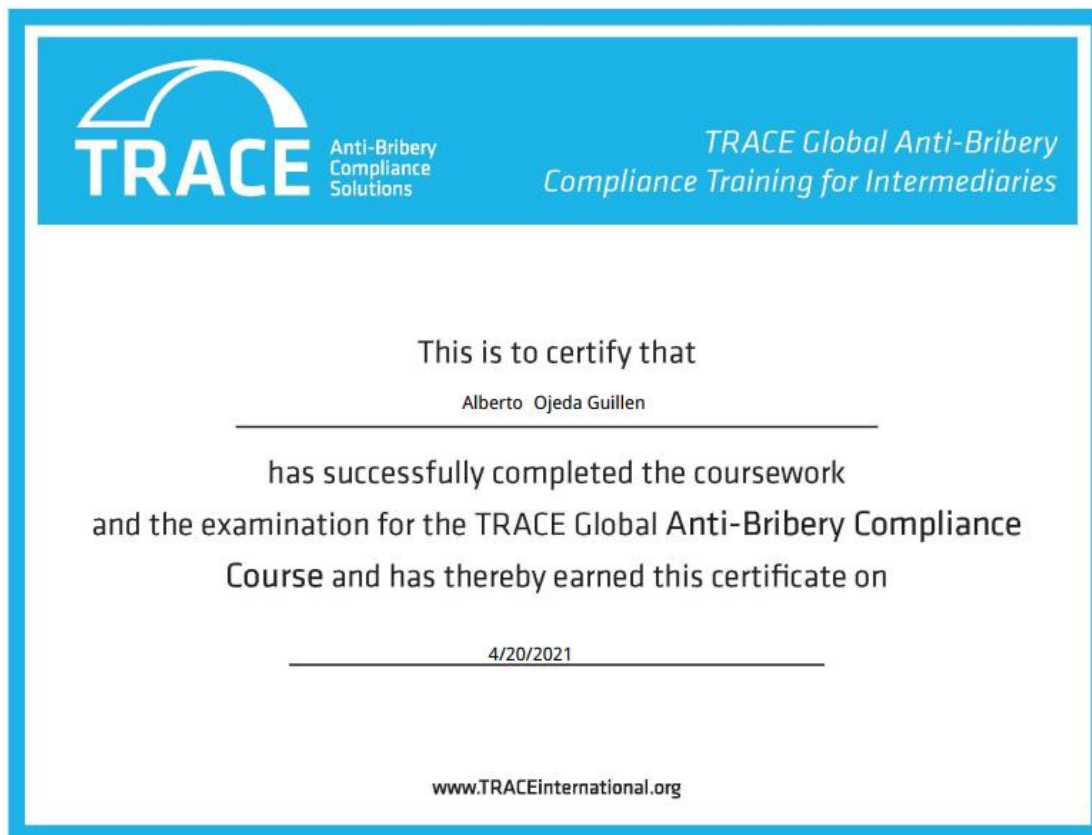 TRACE
Anti-Bribery
Compliance
Solutions
TRACE Global Anti-Bribery
Compliance Training for Intermediaries
This is to certify that
Alberto Ojeda Guillen
has successfully completed the coursework
and the examination for the TRACE Global Anti-Bribery Compliance
Course and has thereby earned this certificate on
4/20/2021
www.TRACEinternational.org